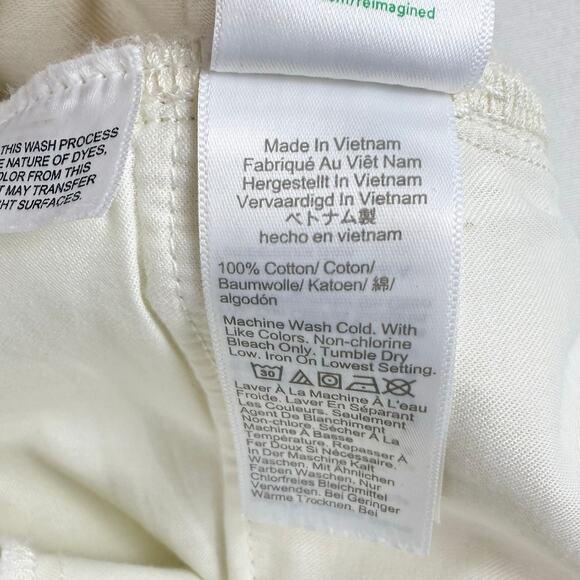 om/reimagined
THIS WASH PROCESS
NATURE OF DYES,
COLOR FROM THIS
MAY TRANSFER
SURFACES.
Made In Vietnam
Fabriqué Au Viêt Nam
Hergestellt In Vietnam
Vervaardigd In Vietnam
ベトナム製
hecho en vietnam
100% Cotton/ Coton/
Baumwolle/ Katoen/ 綿/
algodón
Machine Wash Cold. With
Like Colors. Non-chlorine
Bleach Only. Tumble Dry
Low. Iron On Lowest Setting.
30
Laver À La Machine À L'eau
Froide. Laver En Séparant
Les Couleurs. Seulement
Agent De Blanchiment
Non-chlore. Sécher À La
Machine À Basse
Température. Repasser À
Fer Doux Si Nécessaire.
In Der Maschine Kalt
Waschen. Mit Ähnlichen
Farben Waschen. Nur
Chlorfreies Bleichmittel
Verwenden. Bei Geringer
Wärme Trocknen. Bei